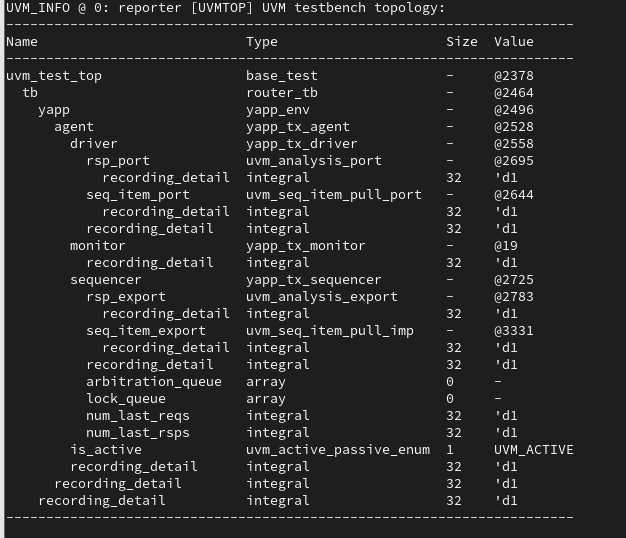 UVM_INFO @ 0: reporter [UVMTOP] UVM testbench topology:
-----------------------------------------------------------------------
Name                          Type                     Size  Value
-----------------------------------------------------------------------
uvm_test_top                  base_test                -     @2378
  tb                          router_tb                -     @2464
    yapp                      yapp_env                 -     @2496
      agent                   yapp_tx_agent            -     @2528
        driver                yapp_tx_driver           -     @2558
          rsp_port            uvm_analysis_port        -     @2695
            recording_detail  integral                 32    'd1
          seq_item_port       uvm_seq_item_pull_port   -     @2644
            recording_detail  integral                 32    'd1
          recording_detail    integral                 32    'd1
        monitor               yapp_tx_monitor          -     @19
          recording_detail    integral                 32    'd1
        sequencer             yapp_tx_sequencer        -     @2725
          rsp_export          uvm_analysis_export      -     @2783
            recording_detail  integral                 32    'd1
          seq_item_export     uvm_seq_item_pull_imp    -     @3331
            recording_detail  integral                 32    'd1
          recording_detail    integral                 32    'd1
          arbitration_queue   array                    0     -
          lock_queue          array                    0     -
          num_last_reqs       integral                 32    'd1
          num_last_rsps       integral                 32    'd1
        is_active             uvm_active_passive_enum  1     UVM_ACTIVE
        recording_detail      integral                 32    'd1
      recording_detail        integral                 32    'd1
    recording_detail          integral                 32    'd1
-----------------------------------------------------------------------